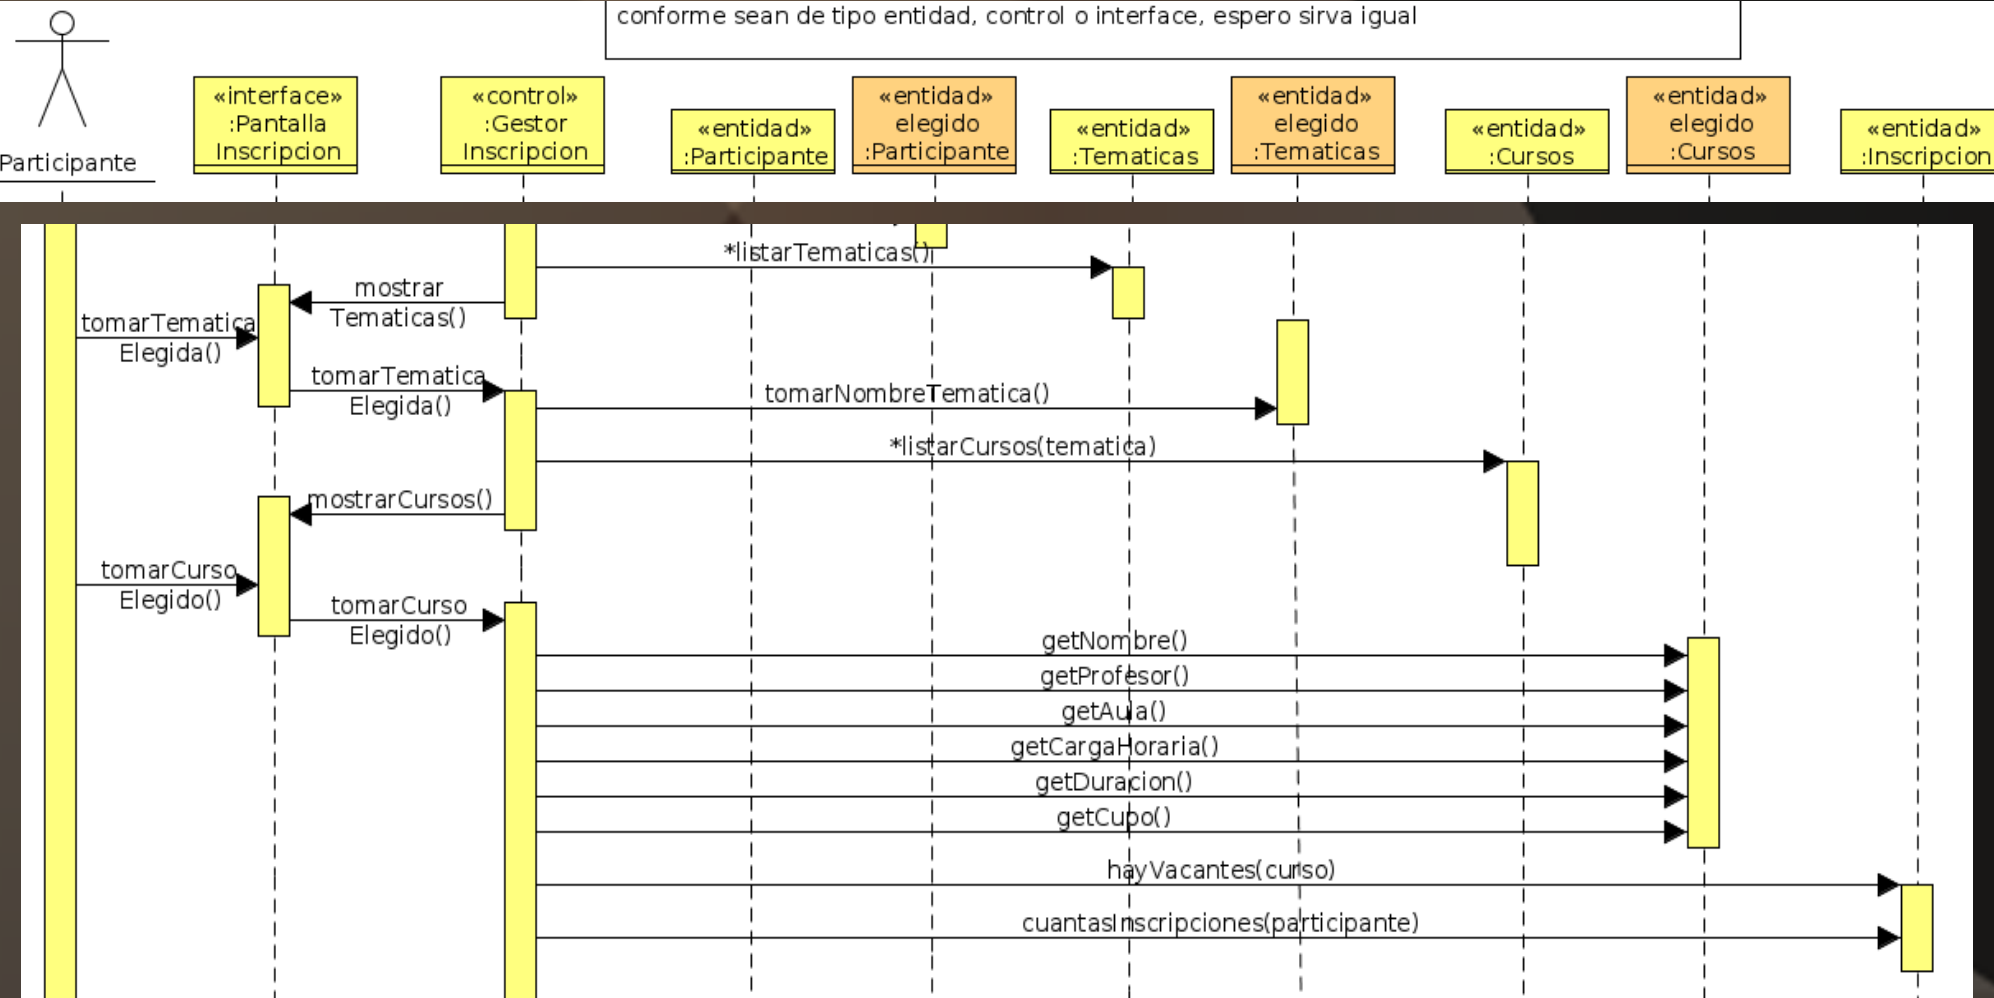 conforme sean de tipo entidad, control o interface, espero sirva igual
Participante
«interface»
:Pantalla
Inscripcion
«control»
:Gestor
Inscripcion
«entidad»
:Participante
«entidad»
elegido
:Participante
«entidad»
:Tematicas
«entidad»
elegido
:Tematicas
«entidad»
:Cursos
«entidad»
elegido
:Cursos
«entidad»
:Inscripcion
*listarTematicas()
mostrar
Tematicas()
tomarTematica
Elegida()
tomarTematica
Elegida()
tomarNombreTematica()
*listarCursos(tematica)
mostrarCursos()
tomarCurso
Elegido()
tomarCurso
Elegido()
getNombre()
getProfesor()
getAula()
getCargaHoraria()
getDuracion()
getCupo()
hayVacantes(curso)
cuantasInscripciones(participante)